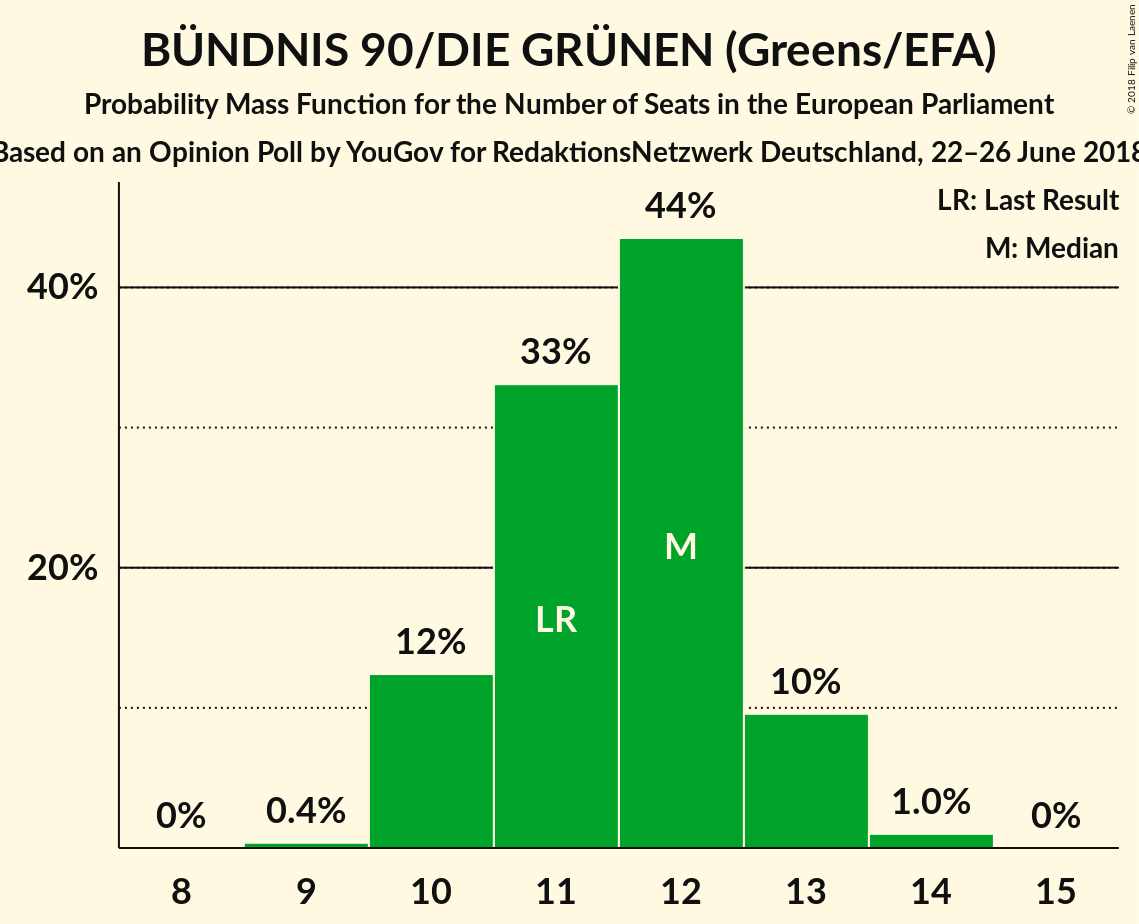 BÜNDNIS 90/DIE GRÜNEN (Greens/EFA)
Probability Mass Function for the Number of Seats in the European Parliament
Based on an Opinion Poll by YouGov for RedaktionsNetzwerk Deutschland, 22–26 June 2018
© 2018 Filip van Laenen
LR: Last Result
M: Median
40%
20%
0%
0.4%
12%
33%
44%
10%
1.0%
0%
LR
M
8 9 10 11 12 13 14 15